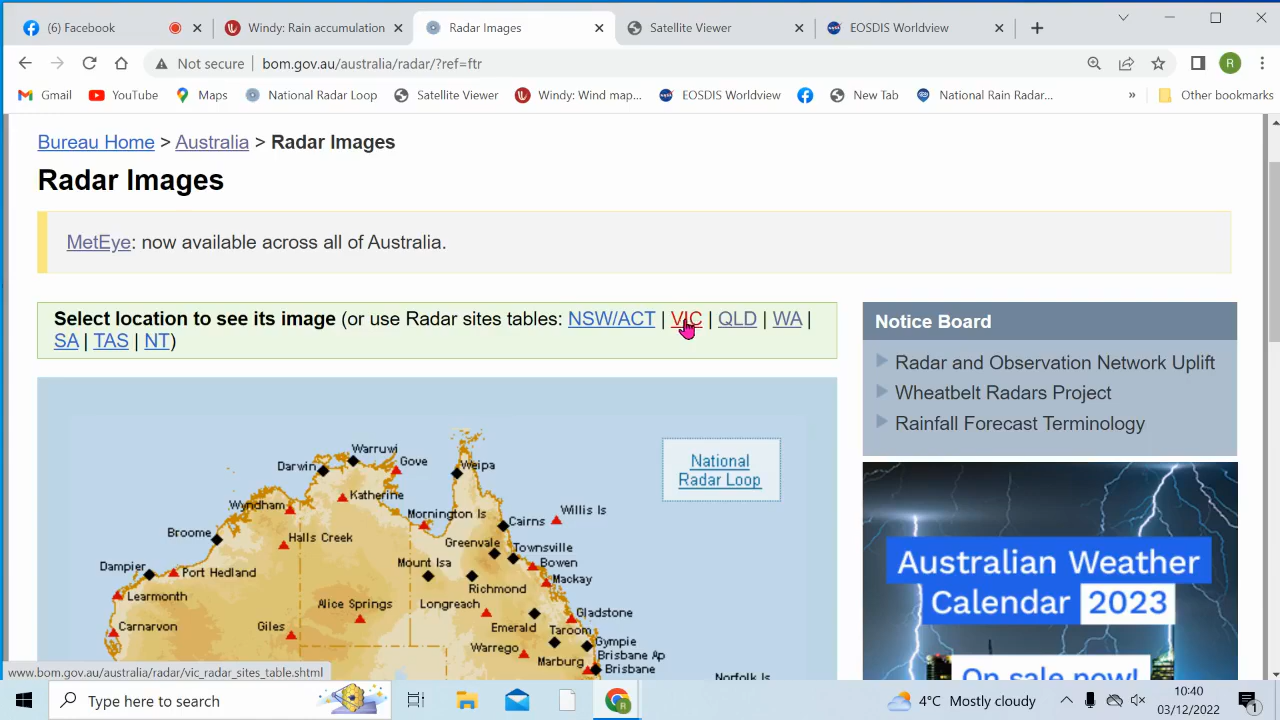 (6) Facebook
Windy: Rain accumulation
Radar Images
Satellite Viewer
EOSDIS Worldview
Not secure
bom.gov.au/australia/radar/?ref=ftr
R
Gmail
YouTube
Maps
National Radar Loop
Satellite Viewer
Windy: Wind map...
EOSDIS Worldview
New Tab
National Rain Radar...
»
Other bookmarks
Bureau Home > Australia > Radar Images
Radar Images
MetEye: now available across all of Australia.
Select location to see its image (or use Radar sites tables: NSW/ACT | VIC | QLD | WA |
SA | TAS | NT)
National
Radar Loop
Warruwi
Darwin
Gove
Weipa
Katherine
Wyndham
Mornington Is
Willis Is
Cairns
Broome
Halls Creek
Greenvale
Townsville
Mount Isa
Bowen
Dampier
Port Hedland
Richmond
Mackay
Learmonth
Alice Springs
Longreach
Gladstone
Carnarvon
Giles
Emerald
Taroom
Gympie
Warrego
Brisbane Ap
Marburg
Brisbane
Norfolk Is
Notice Board
Radar and Observation Network Uplift
Wheatbelt Radars Project
Rainfall Forecast Terminology
Australian Weather
Calendar 2023
On sale now!
www.bom.gov.au/australia/radar/vic_radar_sites_table.shtml
Type here to search
4°C Mostly cloudy
10:40
03/12/2022
1